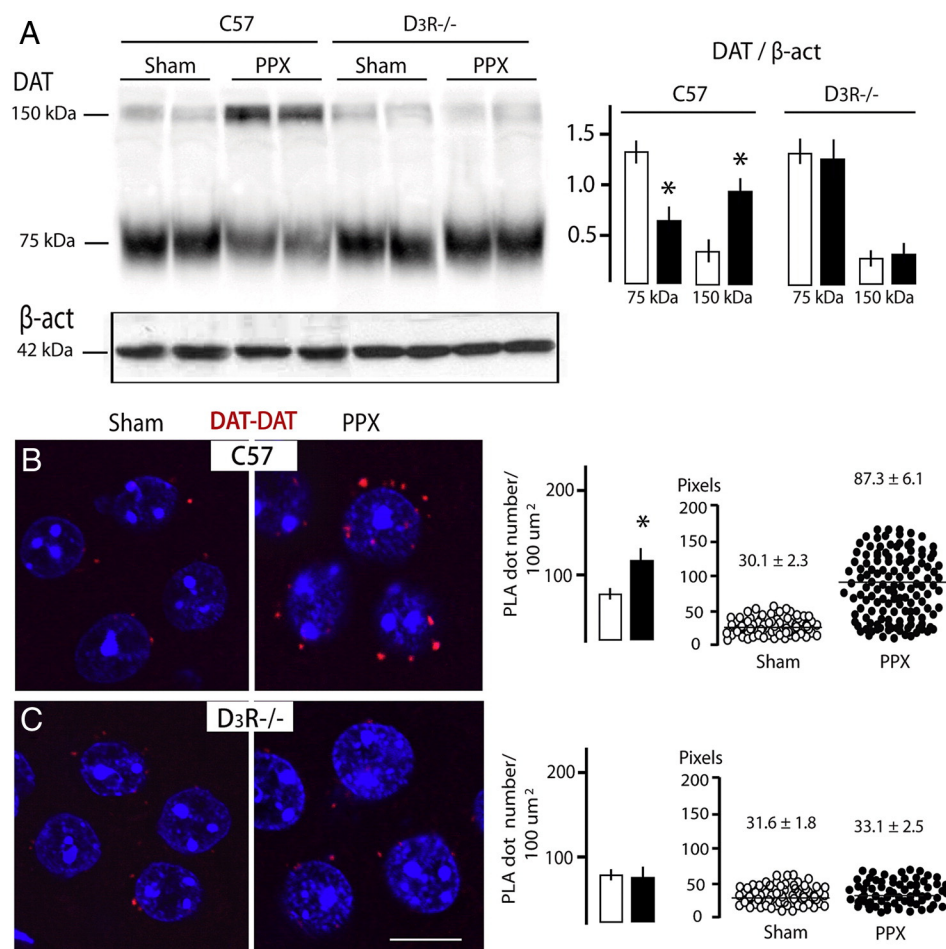 A
C57 D3R-/-
Sham PPX Sham PPX
DAT
150 kDa
75 kDa
β-act
42 kDa
DAT / β-act
C57 D3R-/-
1.5
1.0
0.5
* *
75 kDa 150 kDa 75 kDa 150 kDa
Sham DAT-DAT PPX
B
C57
PLA dot number/
100 um²
200
100
*
Pixels
200
150
100
50
0
30.1 ± 2.3
87.3 ± 6.1
Sham PPX
C
D3R-/-
PLA dot number/
100 um²
200
100
Pixels
200
150
100
50
0
31.6 ± 1.8
33.1 ± 2.5
Sham PPX